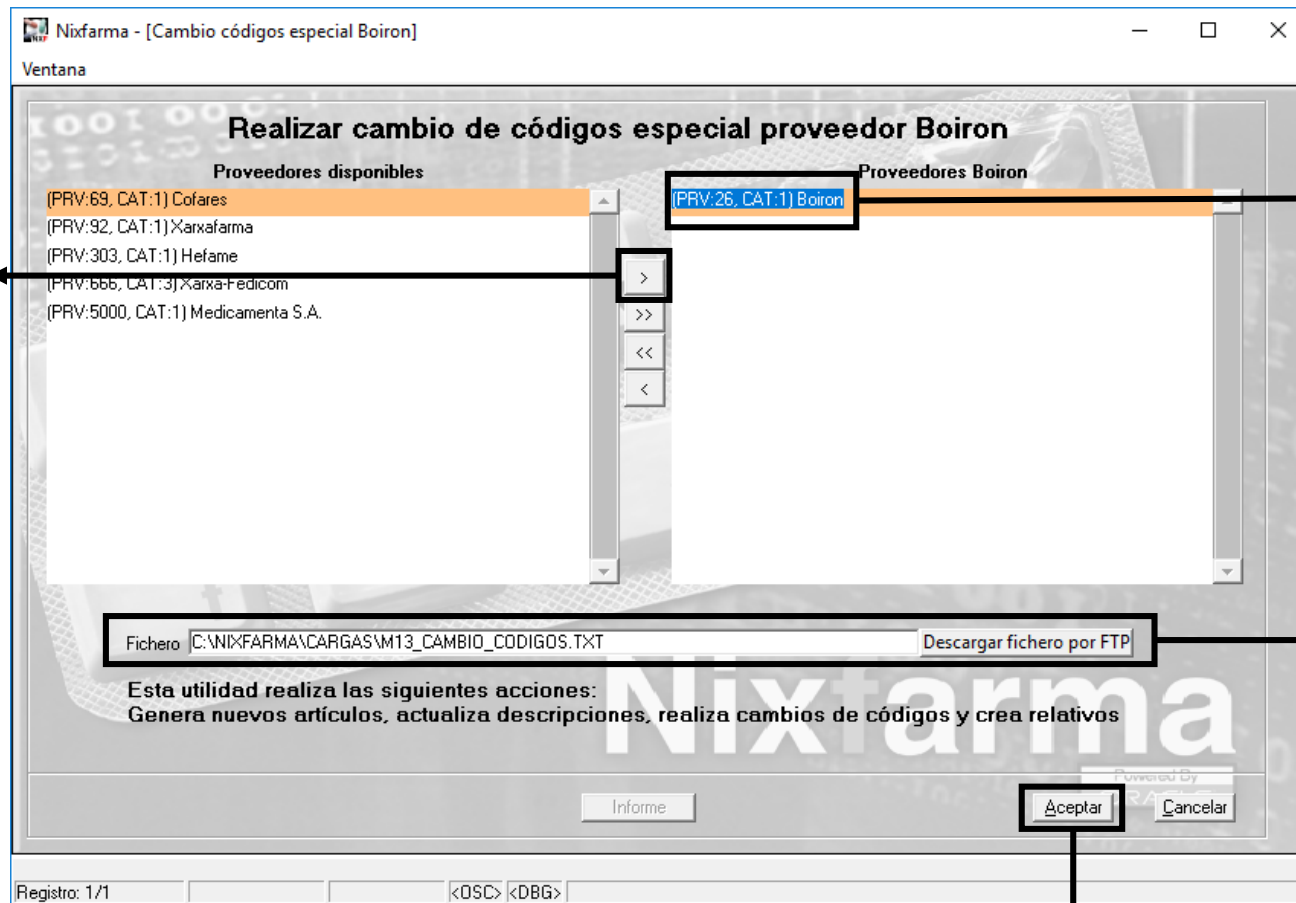 Nixfarma - [Cambio códigos especial Boiron]
Ventana
Realizar cambio de códigos especial proveedor Boiron
Proveedores disponibles
Proveedores Boiron
(PRV:69, CAT:1) Cofares
(PRV:92, CAT:1) Xarxafarma
(PRV:303, CAT:1) Hefame
(PRV:666, CAT:3) Xarxa-Fedicom
(PRV:5000, CAT:1) Medicamenta S.A.
(PRV:26, CAT:1) Boiron
>
>>
<<
<
Fichero C:\NIXFARMA\CARGAS\M13_CAMBIO_CODIGOS.TXT Descargar fichero por FTP
Esta utilidad realiza las siguientes acciones:
Genera nuevos artículos, actualiza descripciones, realiza cambios de códigos y crea relativos
Nixfarma
Powered By
Informe Aceptar Cancelar
Registro: 1/1 <OSC> <DBG>